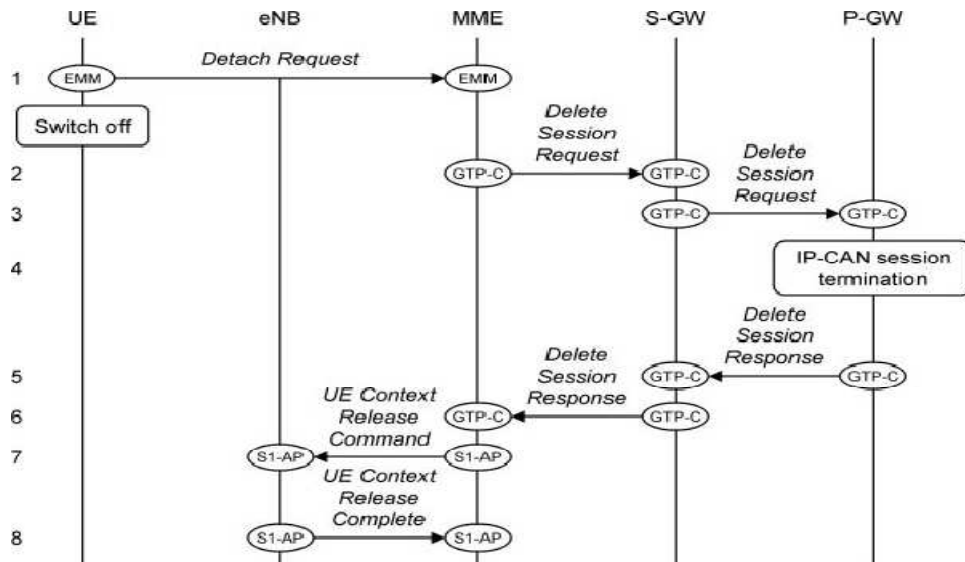 UE eNB MME S-GW P-GW
Detach Request
1 EMM EMM
Switch off
Delete
Session
Request
2 GTP-C GTP-C
Delete
Session
Request
3 GTP-C GTP-C
4
IP-CAN session
termination
Delete
Session
Response
5 GTP-C GTP-C
Delete
Session
Response
6 GTP-C GTP-C
UE Context
Release
Command
7 S1-AP S1-AP
UE Context
Release
Complete
8 S1-AP S1-AP